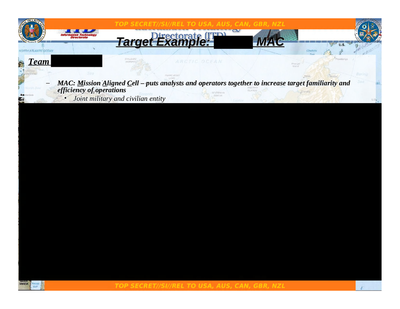 TOP SECRET//SI//REL TO USA, AUS, CAN, GBR, NZL
Information Technology
Directorate
Directorate (ITD)
Target Example: MAC
Team
– MAC: Mission Aligned Cell – puts analysts and operators together to increase target familiarity and
efficiency of operations
• Joint military and civilian entity
TOP SECRET//SI//REL TO USA, AUS, CAN, GBR, NZL